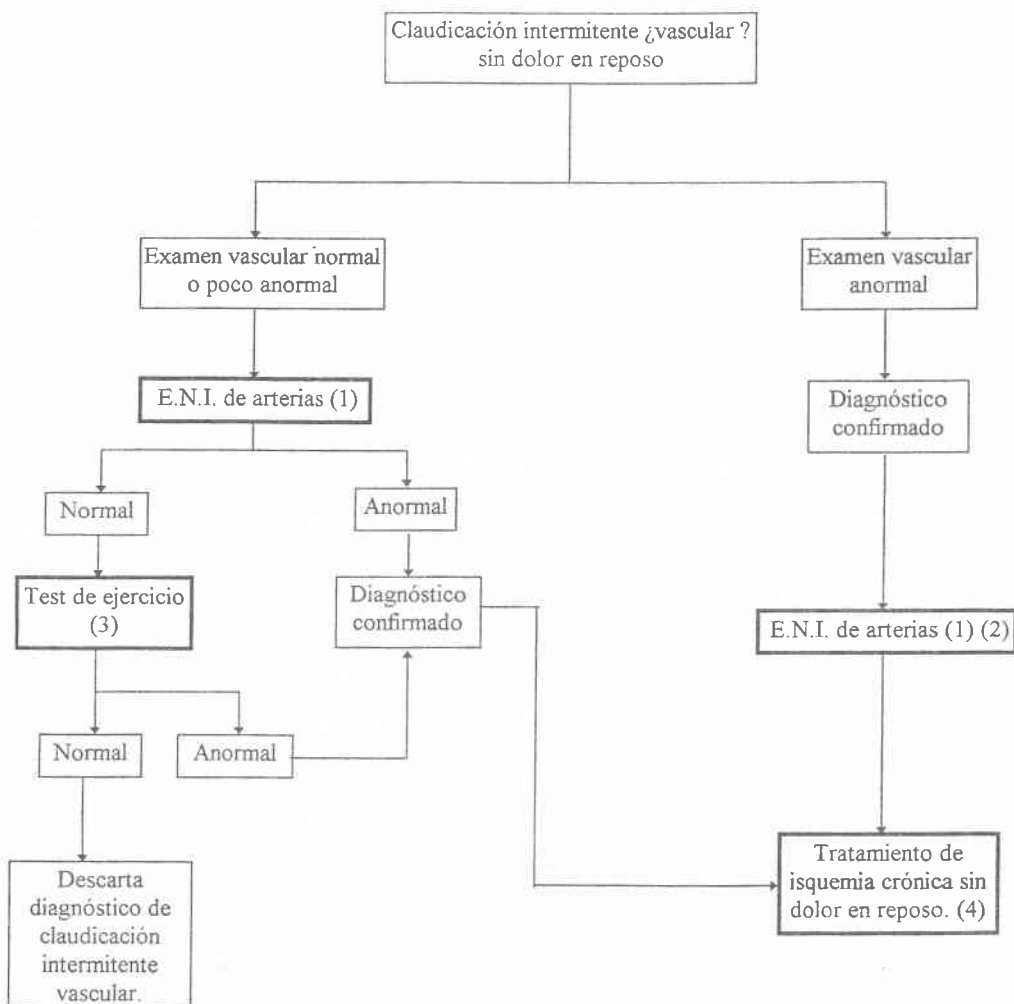 Claudicación intermitente ¿vascular ?
sin dolor en reposo
Examen vascular normal
o poco anormal
Examen vascular
anormal
E.N.I. de arterias (1)
Diagnóstico
confirmado
Normal
Anormal
Test de ejercicio
(3)
Diagnóstico
confirmado
E.N.I. de arterias (1) (2)
Normal
Anormal
Descarta
diagnóstico de
claudicación
intermitente
vascular.
Tratamiento de
isquemia crónica sin
dolor en reposo. (4)